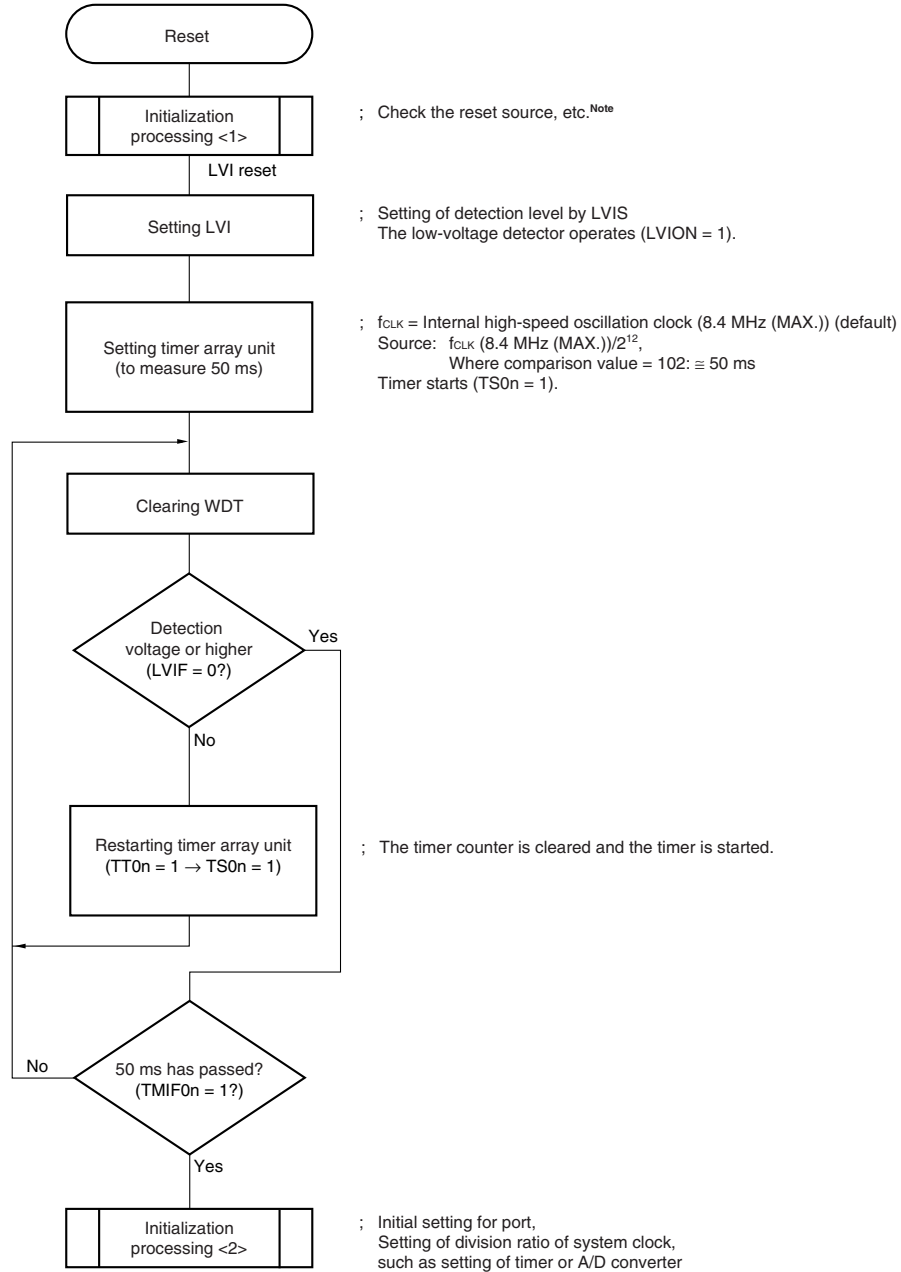 Reset
Initialization
processing <1>
; Check the reset source, etc.Note
LVI reset
Setting LVI
; Setting of detection level by LVIS
The low-voltage detector operates (LVION = 1).
Setting timer array unit
(to measure 50 ms)
; fCLK = Internal high-speed oscillation clock (8.4 MHz (MAX.)) (default)
Source: fCLK (8.4 MHz (MAX.))/2¹²,
Where comparison value = 102: ≅ 50 ms
Timer starts (TS0n = 1).
Clearing WDT
Detection
voltage or higher
(LVIF = 0?)
Yes
No
Restarting timer array unit
(TT0n = 1 → TS0n = 1)
; The timer counter is cleared and the timer is started.
No
50 ms has passed?
(TMIF0n = 1?)
Yes
Initialization
processing <2>
; Initial setting for port,
Setting of division ratio of system clock,
such as setting of timer or A/D converter